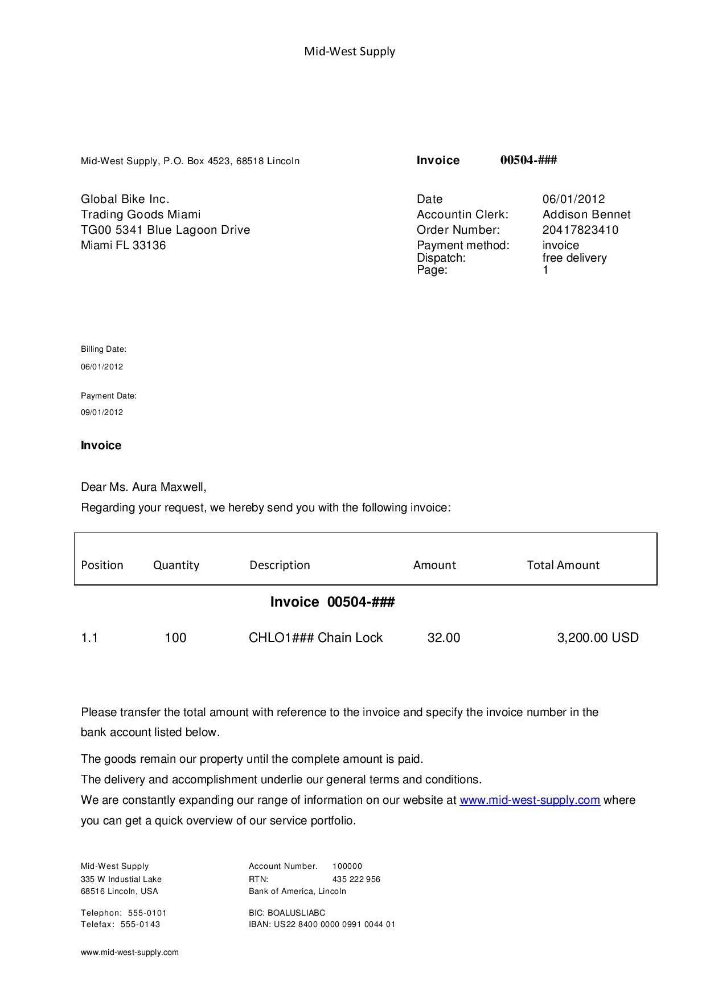 Mid-West Supply
Mid-West Supply, P.O. Box 4523, 68518 Lincoln
Invoice 00504-###
Global Bike Inc.
Trading Goods Miami
TG00 5341 Blue Lagoon Drive
Miami FL 33136
Date 06/01/2012
Accountin Clerk: Addison Bennet
Order Number: 20417823410
Payment method: invoice
Dispatch: free delivery
Page: 1
Billing Date:
06/01/2012
Payment Date:
09/01/2012
Invoice
Dear Ms. Aura Maxwell,
Regarding your request, we hereby send you with the following invoice:
Position Quantity Description Amount Total Amount
Invoice 00504-###
1.1 100 CHLO1### Chain Lock 32.00 3,200.00 USD
Please transfer the total amount with reference to the invoice and specify the invoice number in the
bank account listed below.
The goods remain our property until the complete amount is paid.
The delivery and accomplishment underlie our general terms and conditions.
We are constantly expanding our range of information on our website at www.mid-west-supply.com where
you can get a quick overview of our service portfolio.
Mid-West Supply
335 W Industial Lake
68516 Lincoln, USA
Telephon: 555-0101
Telefax: 555-0143
www.mid-west-supply.com
Account Number. 100000
RTN: 435 222 956
Bank of America, Lincoln
BIC: BOALUSLIABC
IBAN: US22 8400 0000 0991 0044 01